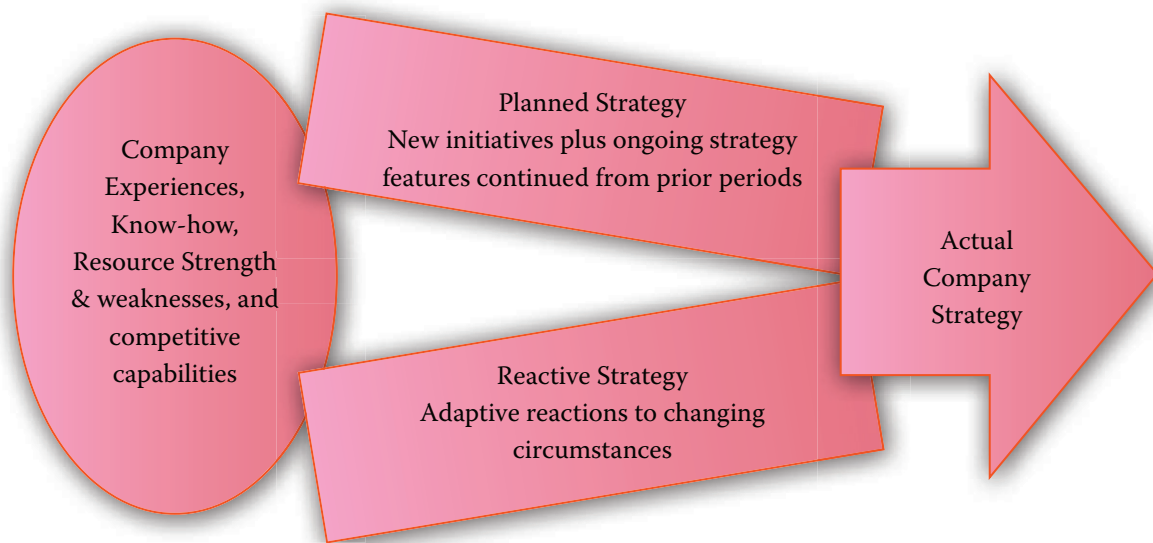 Company
Experiences,
Know-how,
Resource Strength
& weaknesses, and
competitive
capabilities
Planned Strategy
New initiatives plus ongoing strategy
features continued from prior periods
Reactive Strategy
Adaptive reactions to changing
circumstances
Actual
Company
Strategy